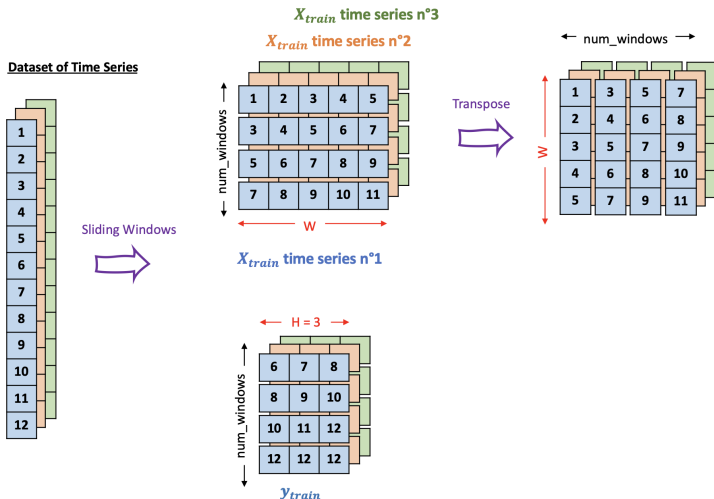 X_train time series n°3
X_train time series n°2
Dataset of Time Series
1
2
3
4
5
6
7
8
9
10
11
12
Sliding Windows
num_windows
1 2 3 4 5
3 4 5 6 7
5 6 7 8 9
7 8 9 10 11
W
X_train time series n°1
Transpose
num_windows
W
1 3 5 7
2 4 6 8
3 5 7 9
4 6 8 10
5 7 9 11
H = 3
num_windows
6 7 8
8 9 10
10 11 12
12 12 12
y_train